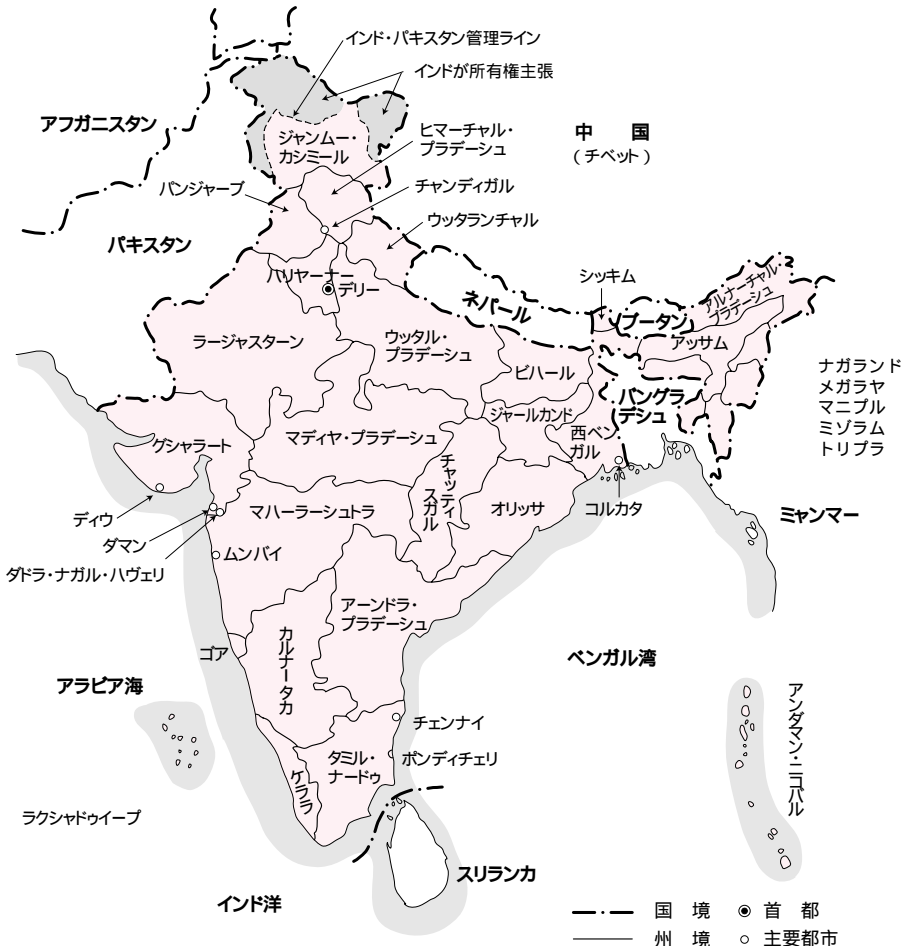 インド・パキスタン管理ライン
インドが所有権主張
アフガニスタン
ヒマーチャル・
プラデーシュ
中 国
(チベット)
ジャンムー・
カシミール
パンジャーブ
チャンディガル
ウッタランチャル
パキスタン
ハリヤーナー
デリー
ネパール
シッキム
ブータン
アルナーチャル・
プラデーシュ
アッサム
ラージャスターン
ウッタル・
プラデーシュ
ビハール
バングラ
デシュ
ナガランド
メガラヤ
マニプル
ミゾラム
トリプラ
ジャールカンド
グシャラート
マディヤ・プラデーシュ
西ベン
ガル
チャッティ
スガル
オリッサ
コルカタ
ミャンマー
ディウ
マハーラーシュトラ
ダマン
ムンバイ
ダドラ・ナガル・ハヴェリ
アーンドラ・
プラデーシュ
カルナータカ
ゴア
ベンガル湾
アラビア海
アンダマン・ニコバル
チェンナイ
ポンディチェリ
タミル・
ナードゥ
ケララ
ラクシャドゥイープ
スリランカ
インド洋
国 境
首 都
州 境
主要都市